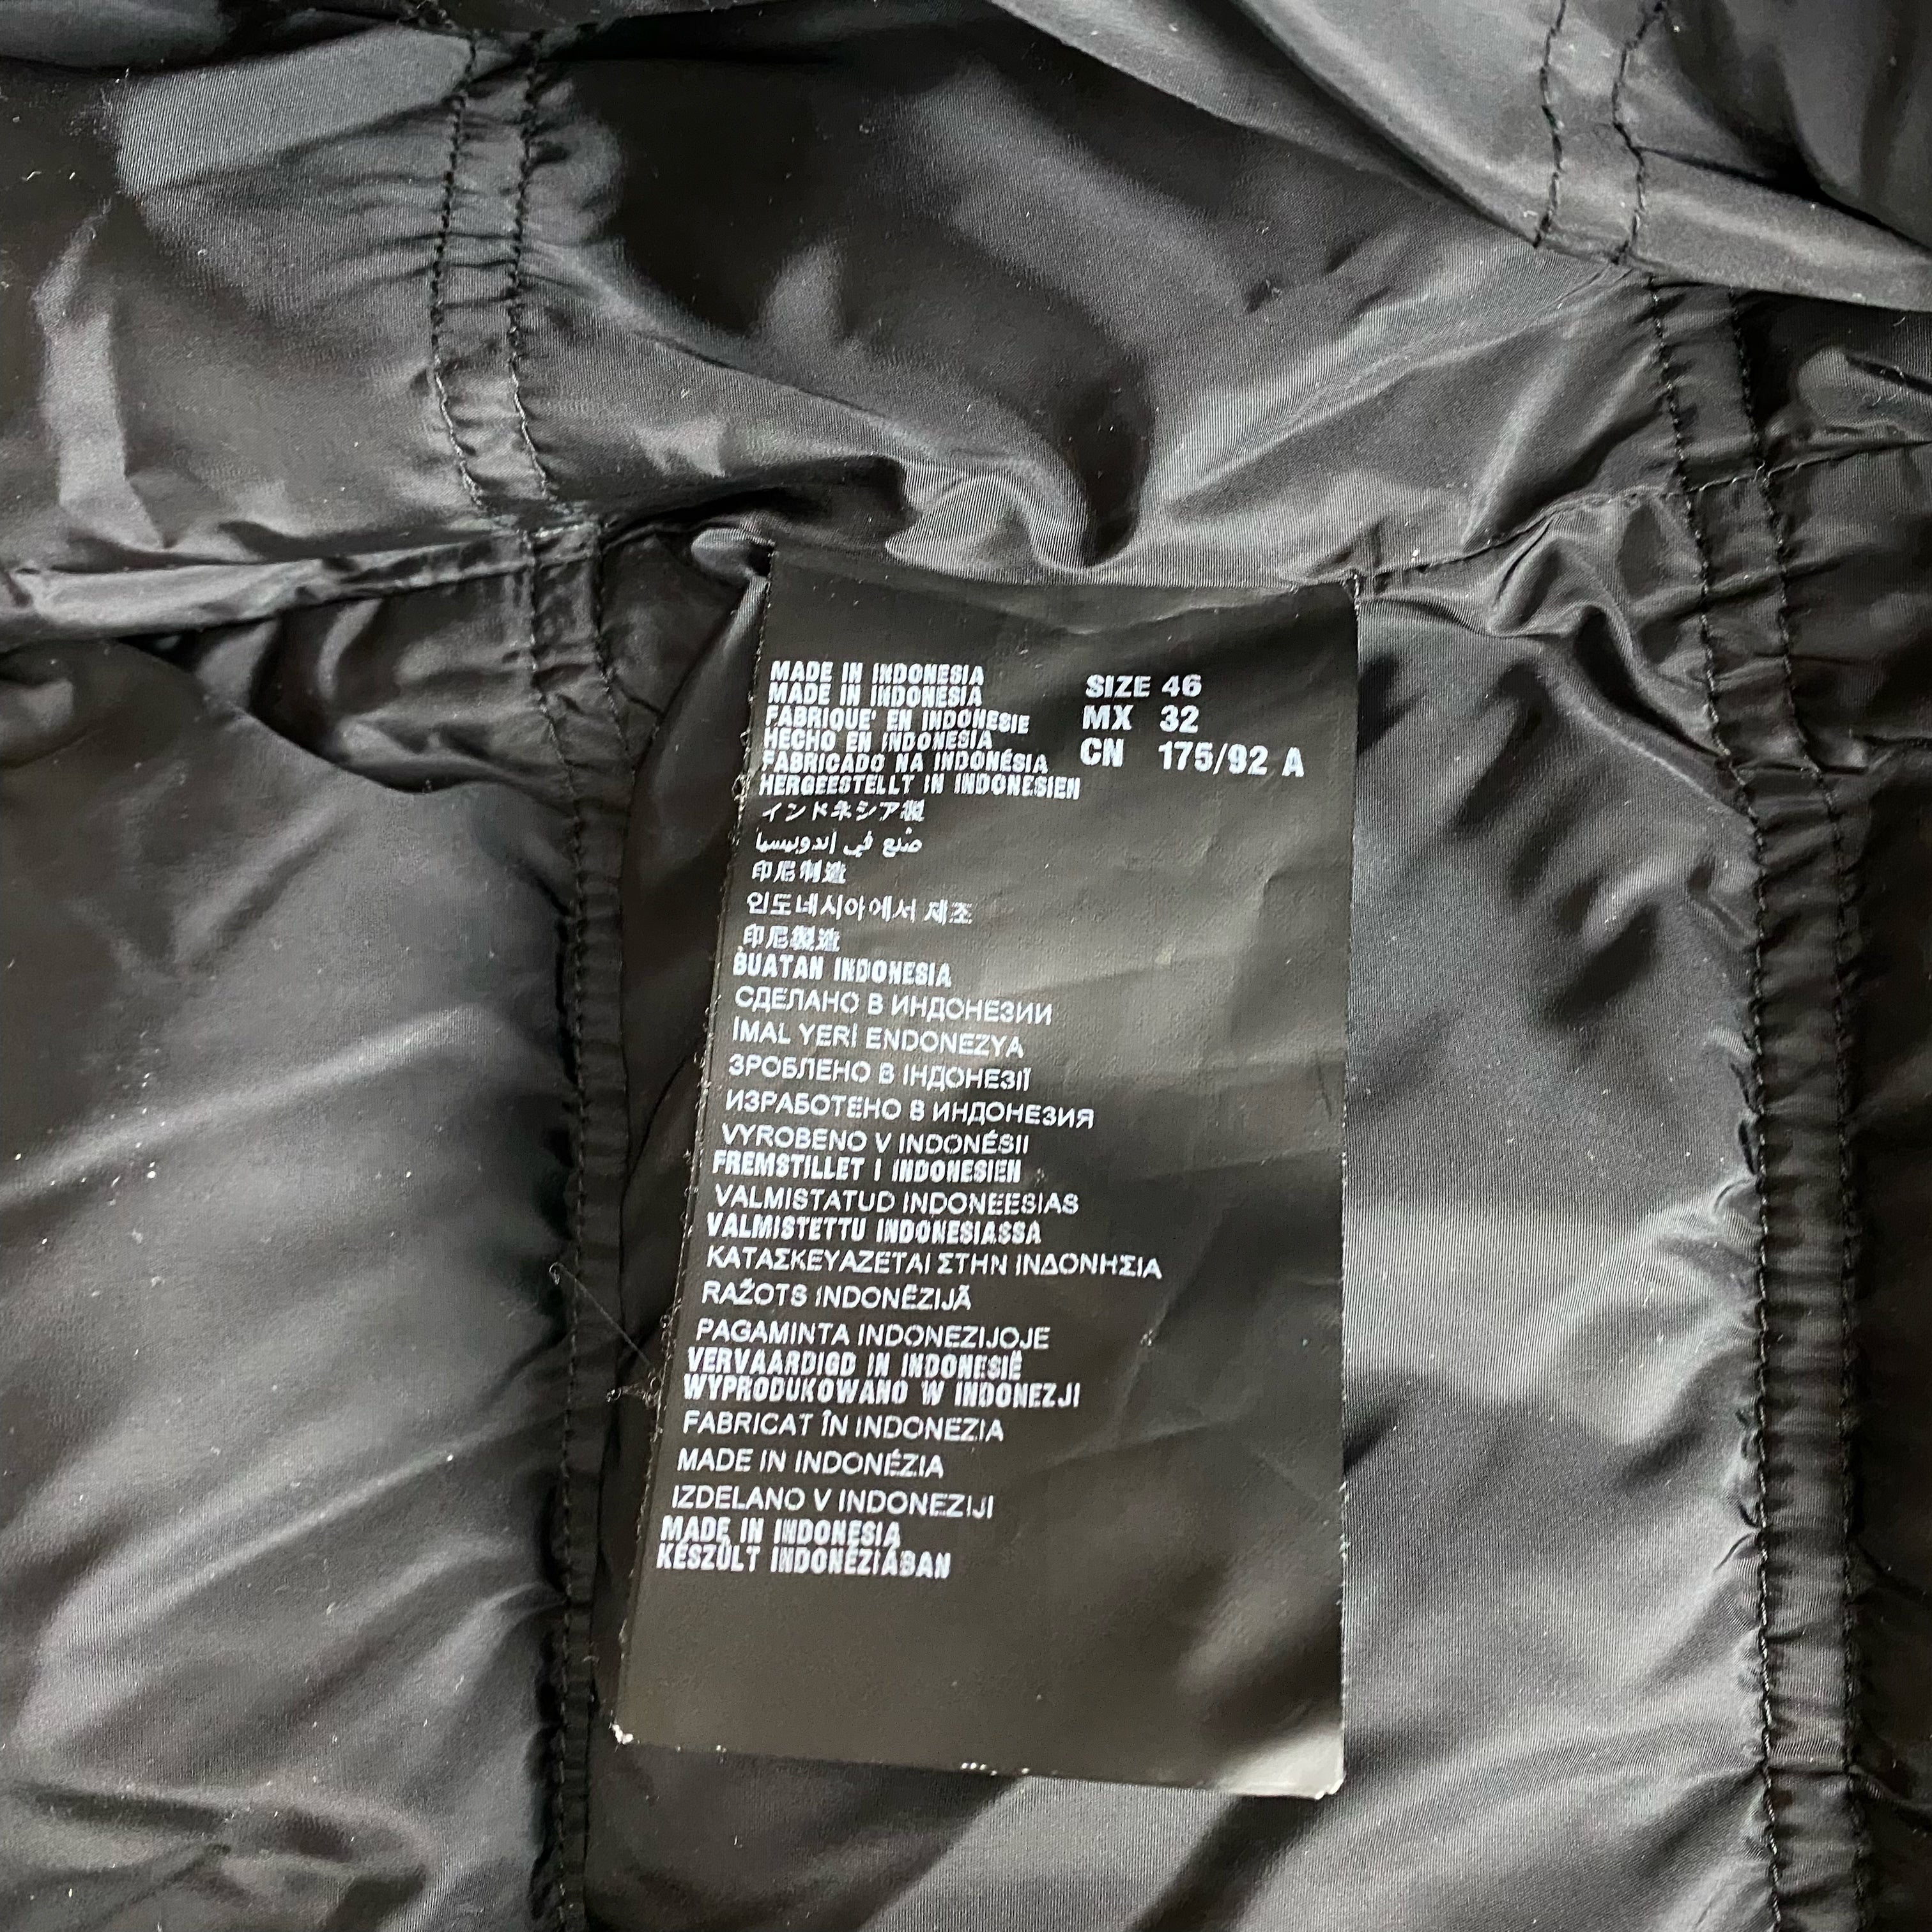 MADE IN INDONESIA
MADE IN INDONESIA
FABRIQUE' EN INDONESIE
HECHO EN INDONESIA
FABRICADO NA INDONÉSIA
HERGEESTELLT IN INDONESIEN
インドネシア製
صنع في إندونيسيا
印尼制造
인도네시아에서 제조
印尼製造
BUATAN INDONESIA
СДЕЛАНО В ИНДОНЕЗИИ
İMAL YERİ ENDONEZYA
ЗРОБЛЕНО В ІНДОНЕЗІЇ
ИЗРАБОТЕНО В ИНДОНЕЗИЯ
VYROBENO V INDONÉSII
FREMSTILLET I INDONESIEN
VALMISTATUD INDONEESIAS
VALMISTETTU INDONESIASSA
ΚΑΤΑΣΚΕΥΑΖΕΤΑΙ ΣΤΗΝ ΙΝΔΟΝΗΣΙΑ
RAŽOTS INDONĒZIJĀ
PAGAMINTA INDONEZIJOJE
VERVAARDIGD IN INDONESIË
WYPRODUKOWANO W INDONEZJI
FABRICAT ÎN INDONEZIA
MADE IN INDONÉZIA
IZDELANO V INDONEZIJI
MADE IN INDONESIA
KÉSZÜLT INDONÉZIÁBAN
SIZE 46
MX 32
CN 175/92 A